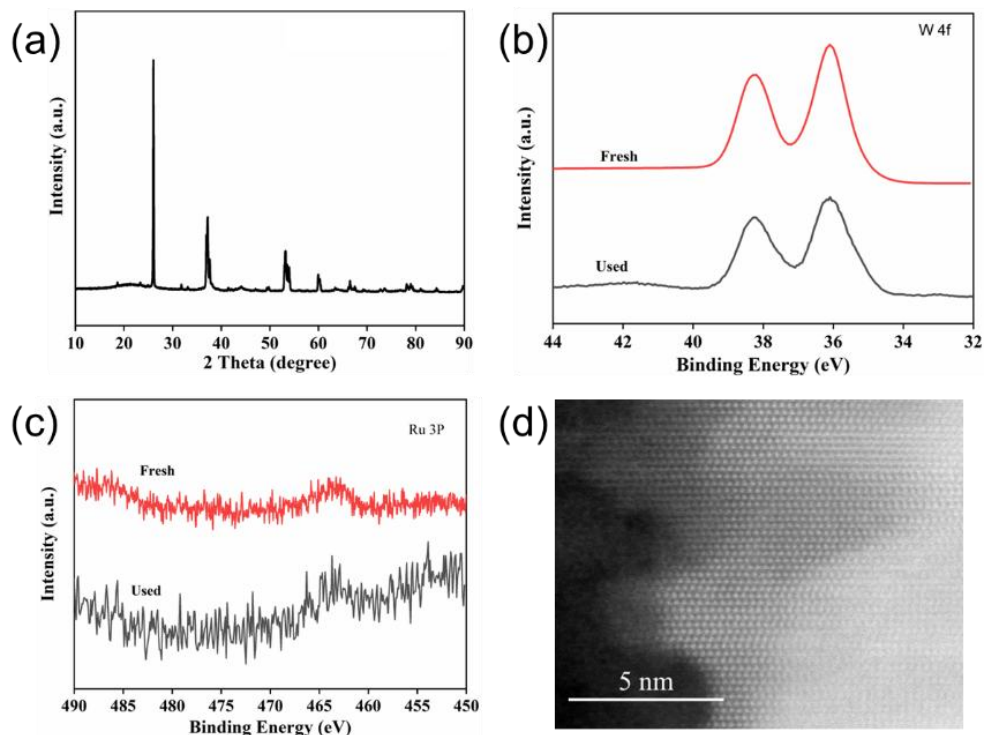 (a)
Intensity (a.u.)
10 20 30 40 50 60 70 80 90
2 Theta (degree)
(b)
W 4f
Intensity (a.u.)
Fresh
Used
44 42 40 38 36 34 32
Binding Energy (eV)
(c)
Ru 3P
Intensity (a.u.)
Fresh
Used
490 485 480 475 470 465 460 455 450
Binding Energy (eV)
(d)
5 nm